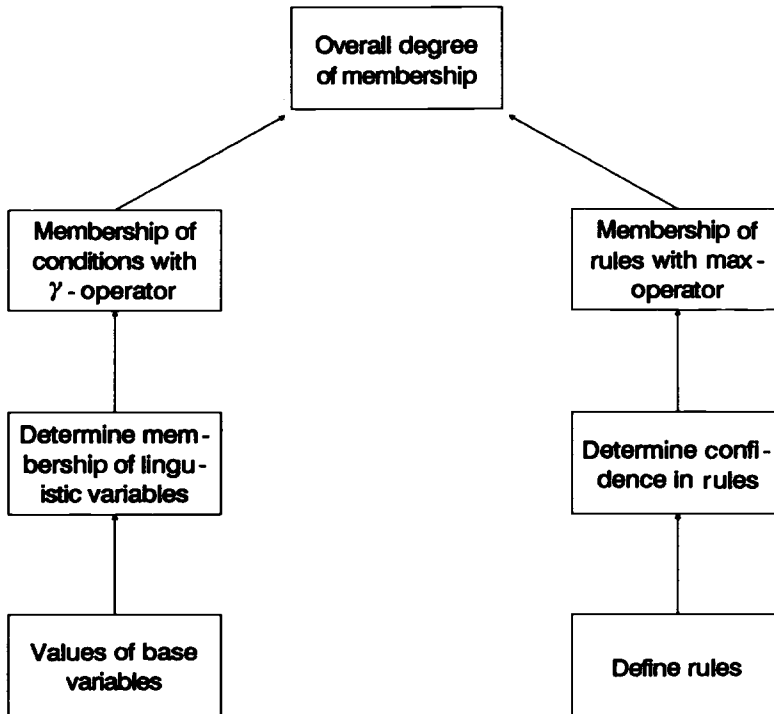 Overall degree
of membership
Membership of
conditions with
γ - operator
Membership of
rules with max-
operator
Determine mem-
bership of lingu-
istic variables
Determine confi-
dence in rules
Values of base
variables
Define rules